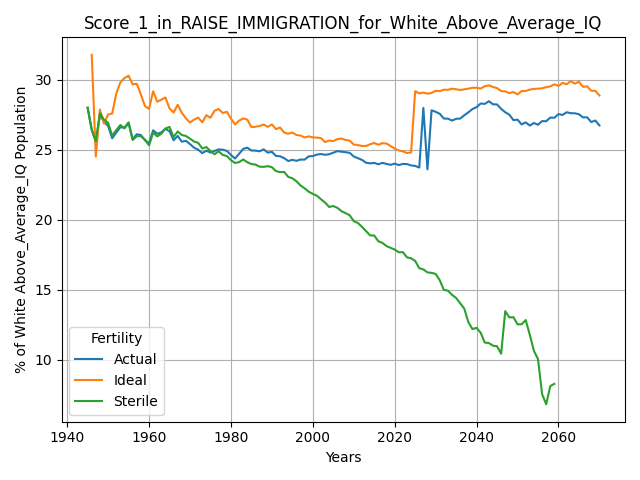 Score_1_in_RAISE_IMMIGRATION_for_White_Above_Average_IQ
% of White Above_Average_IQ Population
30
25
20
15
10
Fertility
Actual
Ideal
Sterile
1940 1960 1980 2000 2020 2040 2060
Years